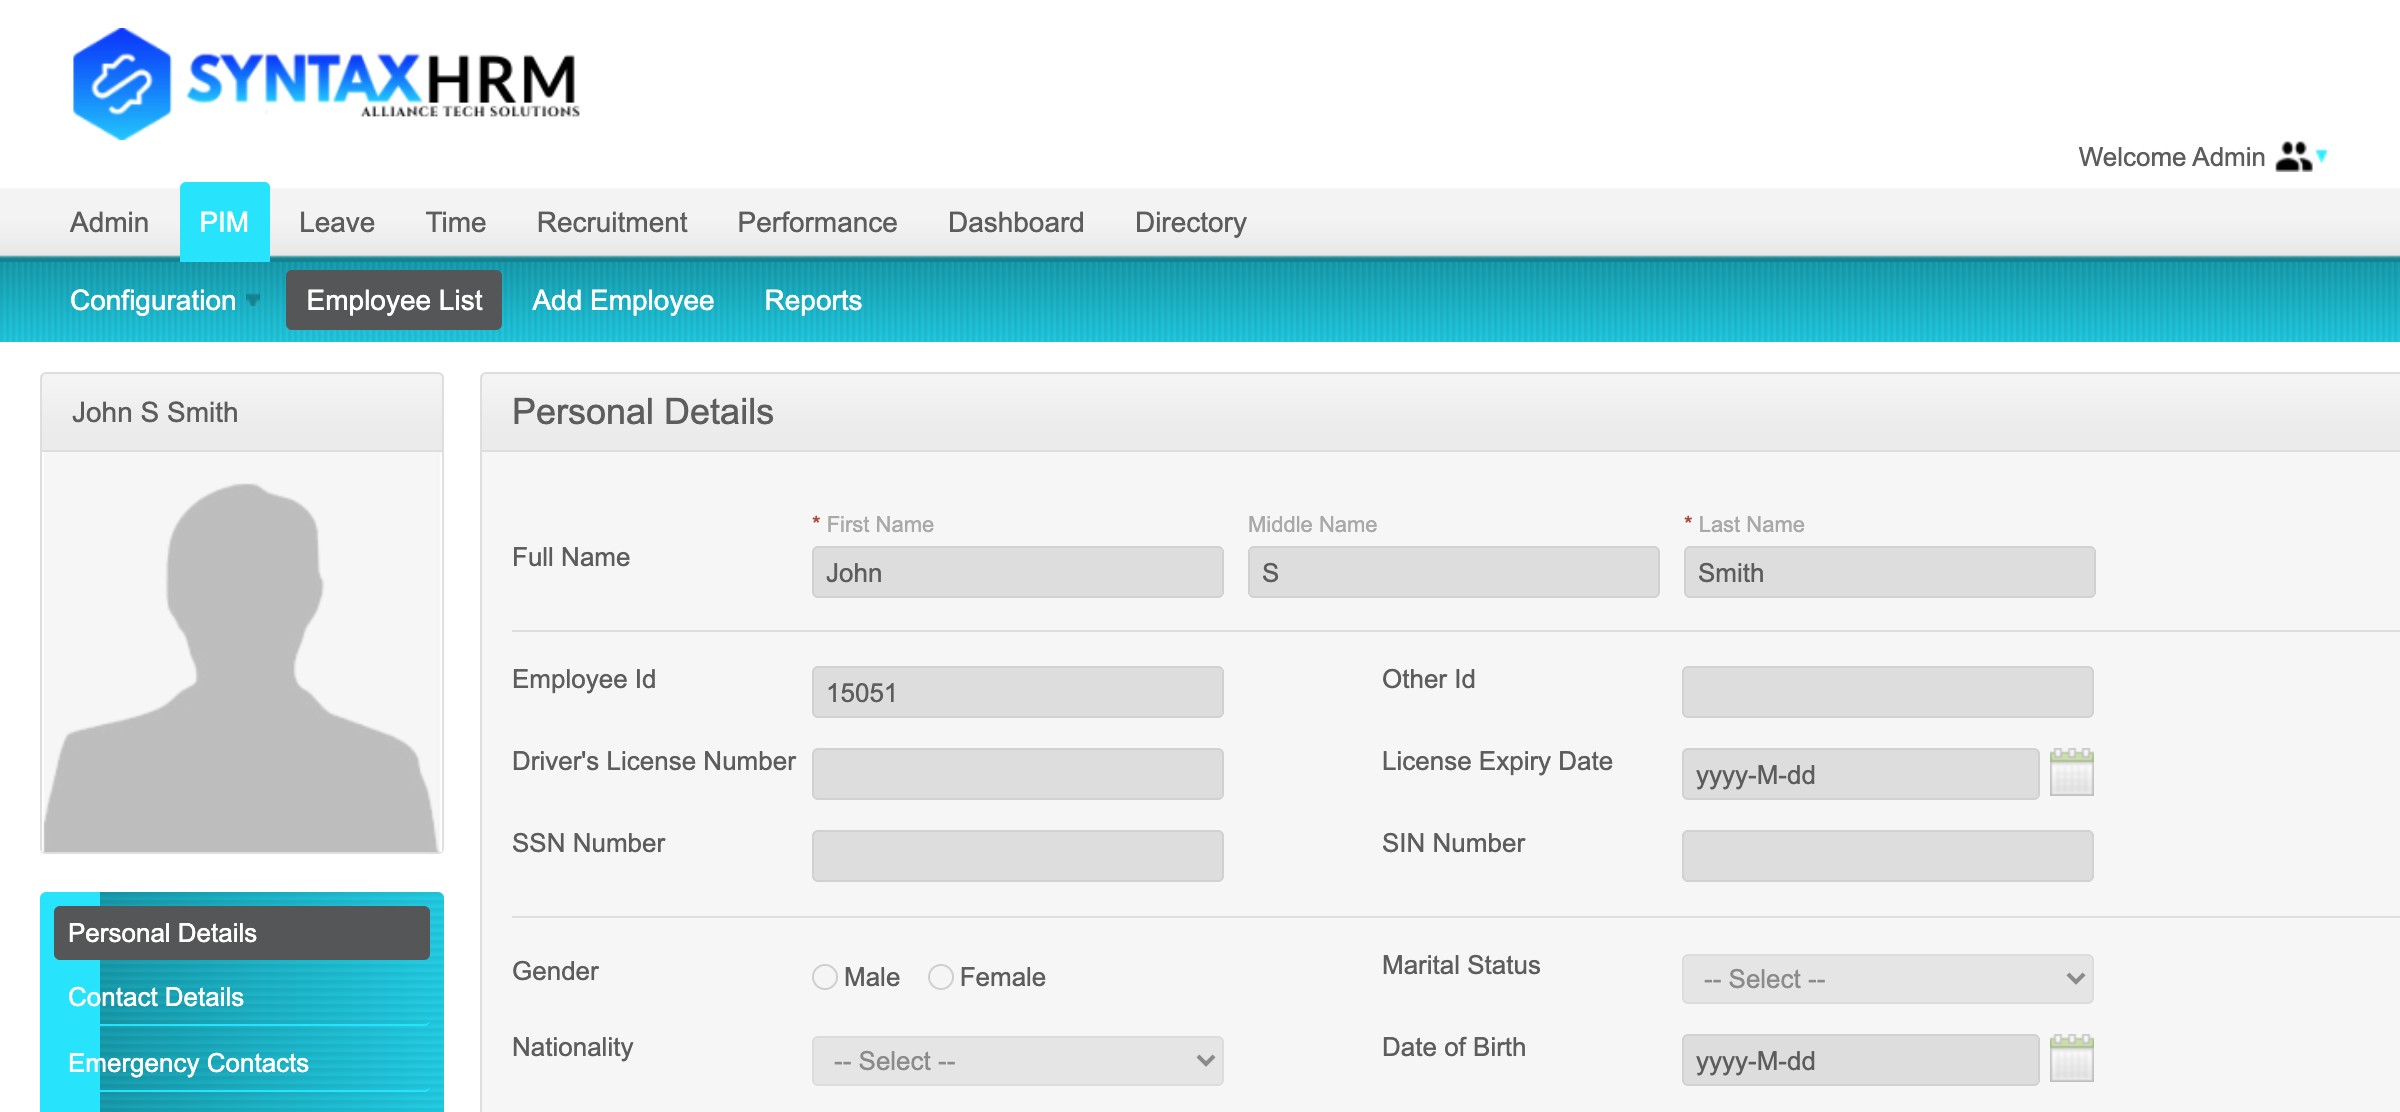 SYNTAXHRM
ALLIANCE TECH SOLUTIONS
Welcome Admin
Admin PIM Leave Time Recruitment Performance Dashboard Directory
Configuration Employee List Add Employee Reports
John S Smith
Personal Details
* First Name Middle Name * Last Name
Full Name John S Smith
Employee Id 15051 Other Id
Driver's License Number License Expiry Date yyyy-M-dd
SSN Number SIN Number
Gender Male Female Marital Status -- Select --
Nationality -- Select -- Date of Birth yyyy-M-dd
Personal Details
Contact Details
Emergency Contacts